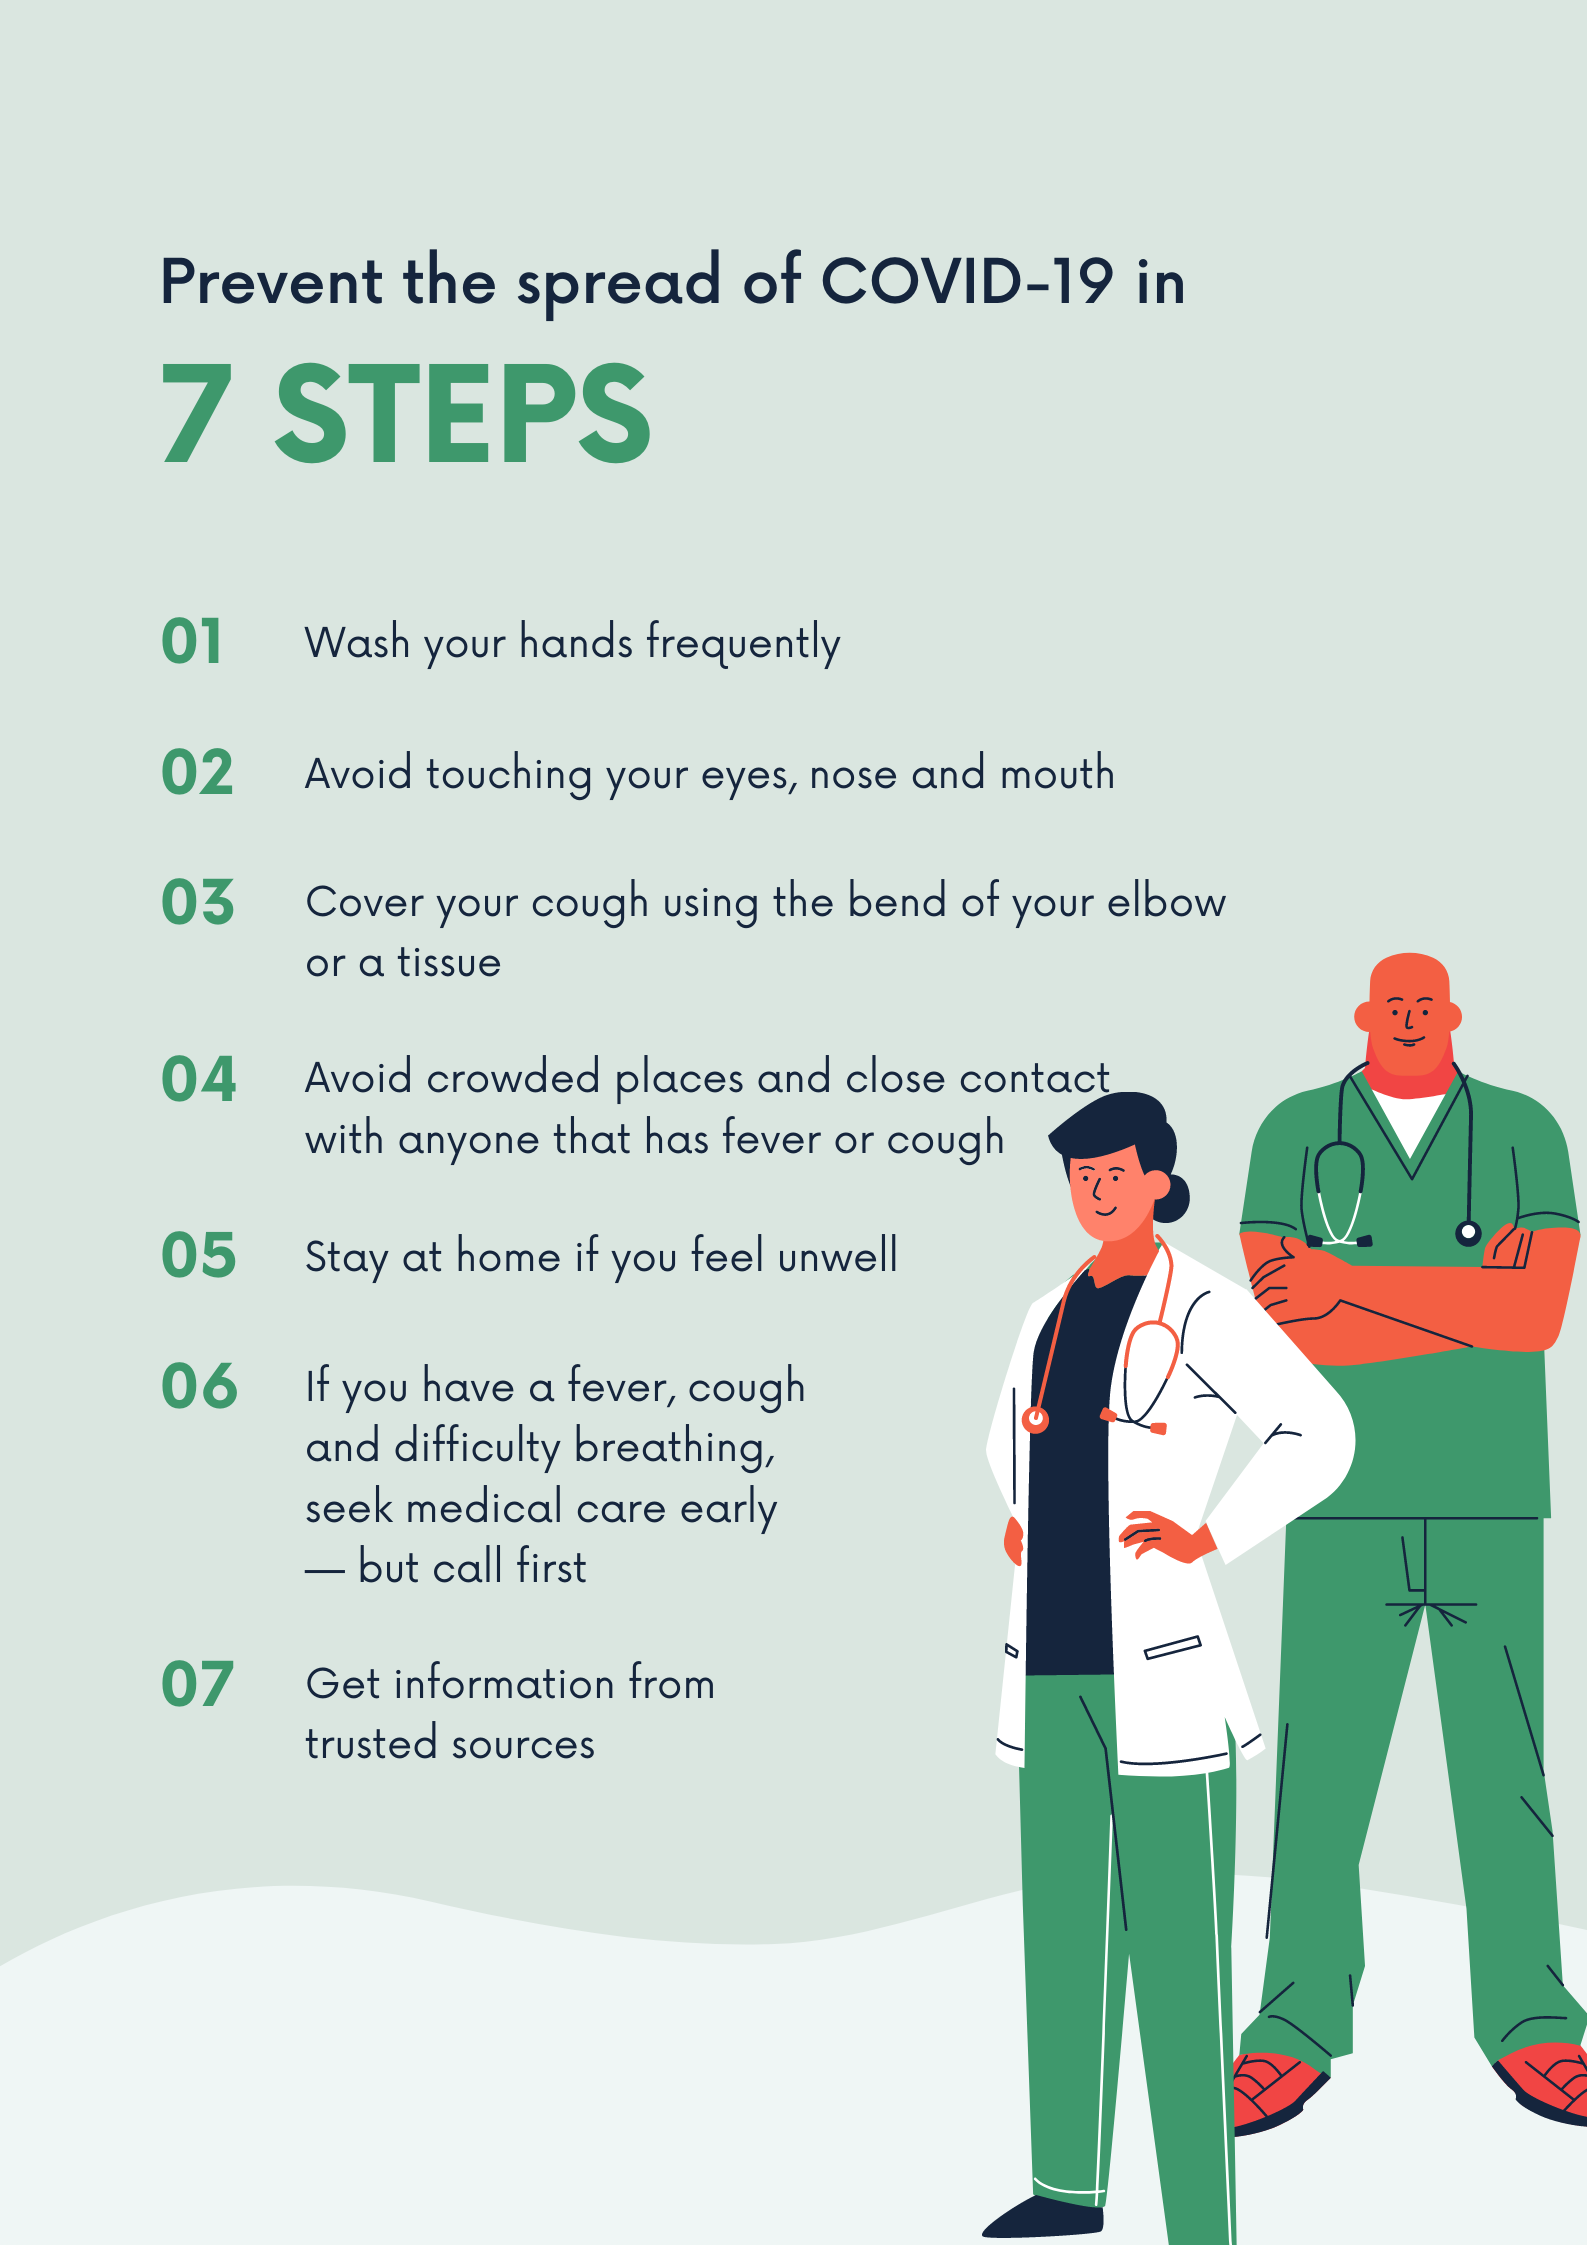 Prevent the spread of COVID-19 in
7 STEPS
01 Wash your hands frequently
02 Avoid touching your eyes, nose and mouth
03 Cover your cough using the bend of your elbow
or a tissue
04 Avoid crowded places and close contact
with anyone that has fever or cough
05 Stay at home if you feel unwell
06 If you have a fever, cough
and difficulty breathing,
seek medical care early
— but call first
07 Get information from
trusted sources